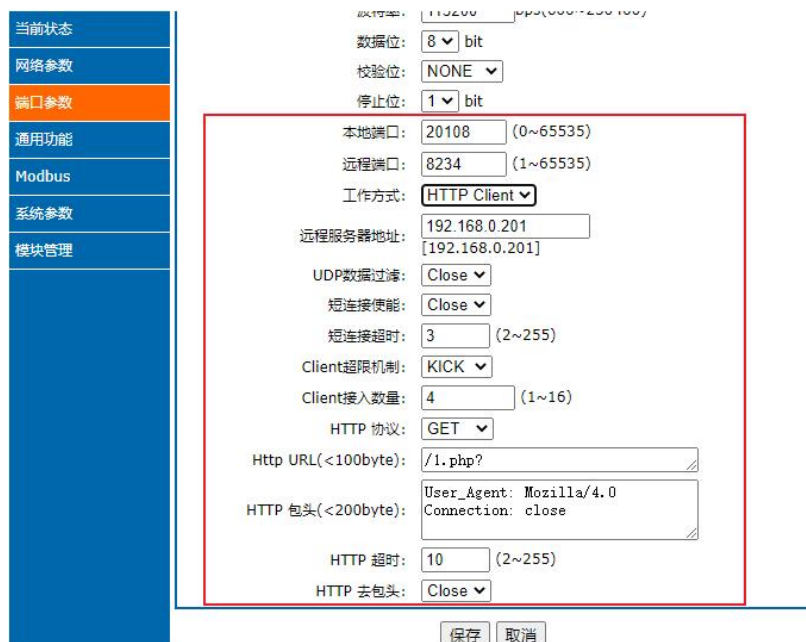 当前状态
网络参数
端口参数
通用功能
Modbus
系统参数
模块管理
数据位: 8 bit
校验位: NONE
停止位: 1 bit
本地端口: 20108 (0~65535)
远程端口: 8234 (1~65535)
工作方式: HTTP Client
远程服务器地址: 192.168.0.201
[192.168.0.201]
UDP数据过滤: Close
短连接使能: Close
短连接超时: 3 (2~255)
Client超限机制: KICK
Client接入数量: 4 (1~16)
HTTP 协议: GET
Http URL(<100byte): /1.php?
HTTP 包头(<200byte): User_Agent: Mozilla/4.0
Connection: close
HTTP 超时: 10 (2~255)
HTTP 去包头: Close
保存 取消